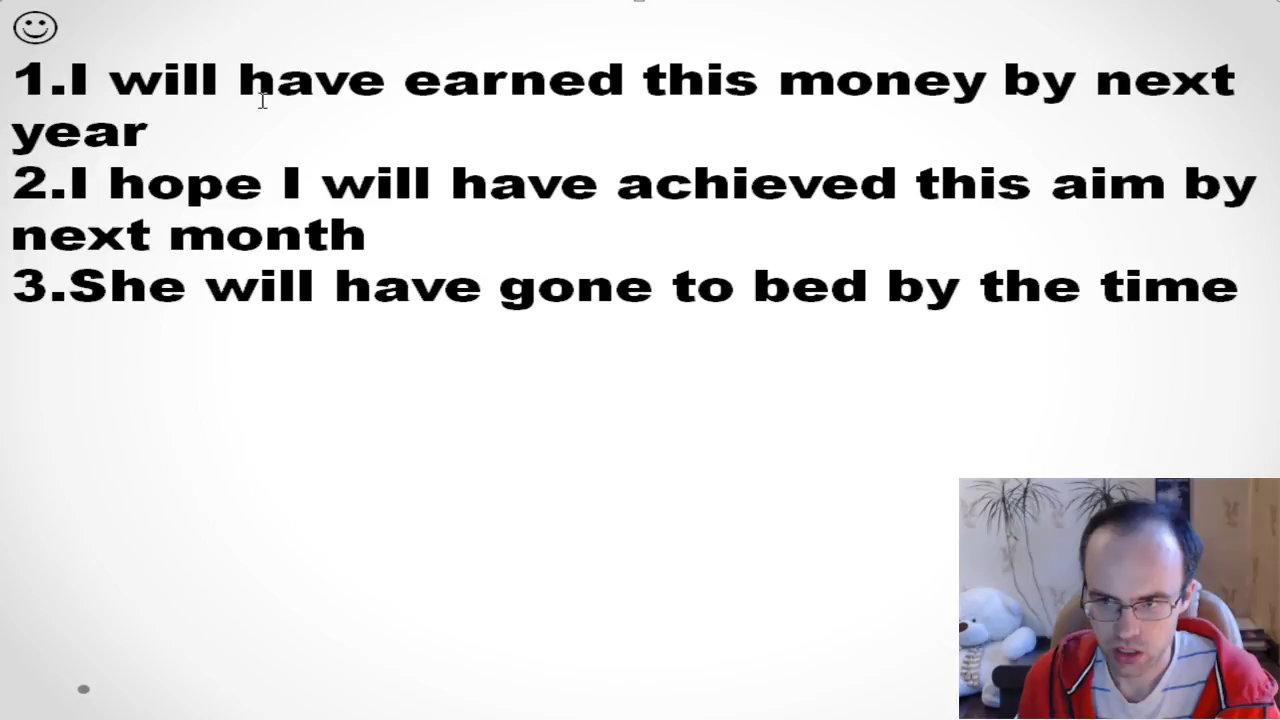 1.I will have earned this money by next
year
2.I hope I will have achieved this aim by
next month
3.She will have gone to bed by the time